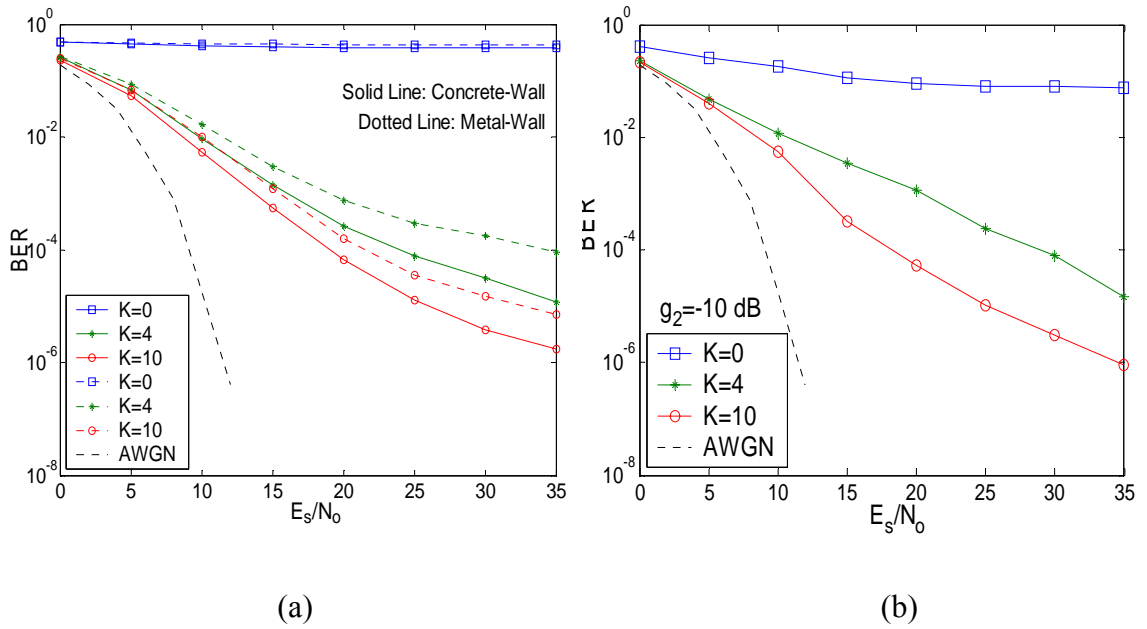 10^0
10^-2
10^-4
10^-6
10^-8
BER
Solid Line: Concrete-Wall
Dotted Line: Metal-Wall
K=0
K=4
K=10
K=0
K=4
K=10
AWGN
0 5 10 15 20 25 30 35
E_s/N_o
(a)
10^0
10^-2
10^-4
10^-6
10^-8
BER
g_2=-10 dB
K=0
K=4
K=10
AWGN
0 5 10 15 20 25 30 35
E_s/N_o
(b)